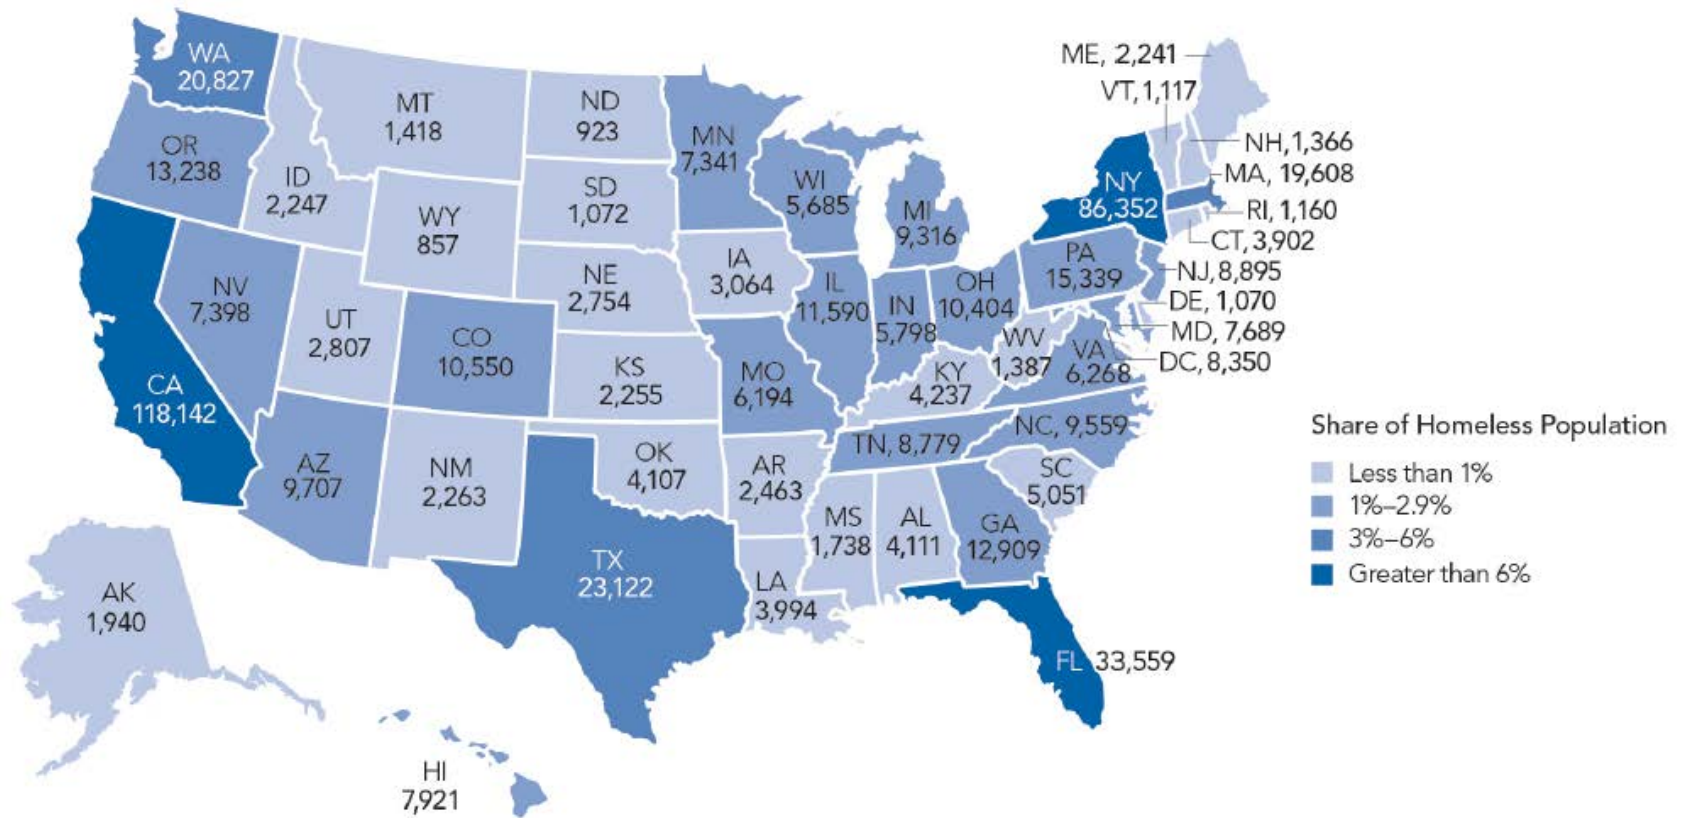 WA
20,827
OR
13,238
CA
118,142
NV
7,398
ID
2,247
MT
1,418
WY
857
UT
2,807
AZ
9,707
CO
10,550
NM
2,263
ND
923
SD
1,072
NE
2,754
KS
2,255
OK
4,107
TX
23,122
MN
7,341
IA
3,064
MO
6,194
AR
2,463
LA
3,994
WI
5,685
IL
11,590
MI
9,316
IN
5,798
OH
10,404
KY
4,237
TN, 8,779
MS
1,738
AL
4,111
GA
12,909
FL 33,559
SC
5,051
NC, 9,559
VA
6,268
WV
1,387
PA
15,339
NY
86,352
ME, 2,241
VT, 1,117
NH, 1,366
MA, 19,608
RI, 1,160
CT, 3,902
NJ, 8,895
DE, 1,070
MD, 7,689
DC, 8,350
AK
1,940
HI
7,921
Share of Homeless Population
Less than 1%
1%–2.9%
3%–6%
Greater than 6%